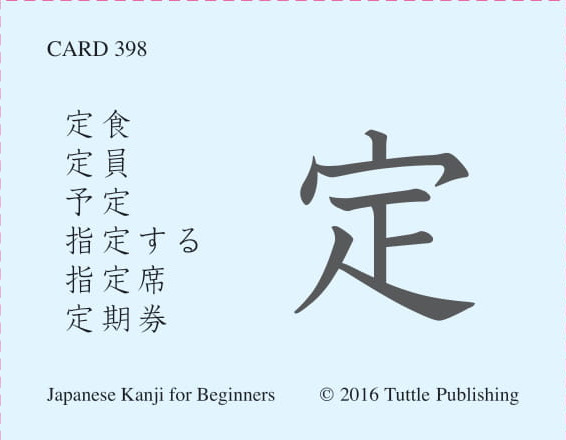 CARD 398
定食
定員
予定
指定する
指定席
定期券
定
Japanese Kanji for Beginners
© 2016 Tuttle Publishing